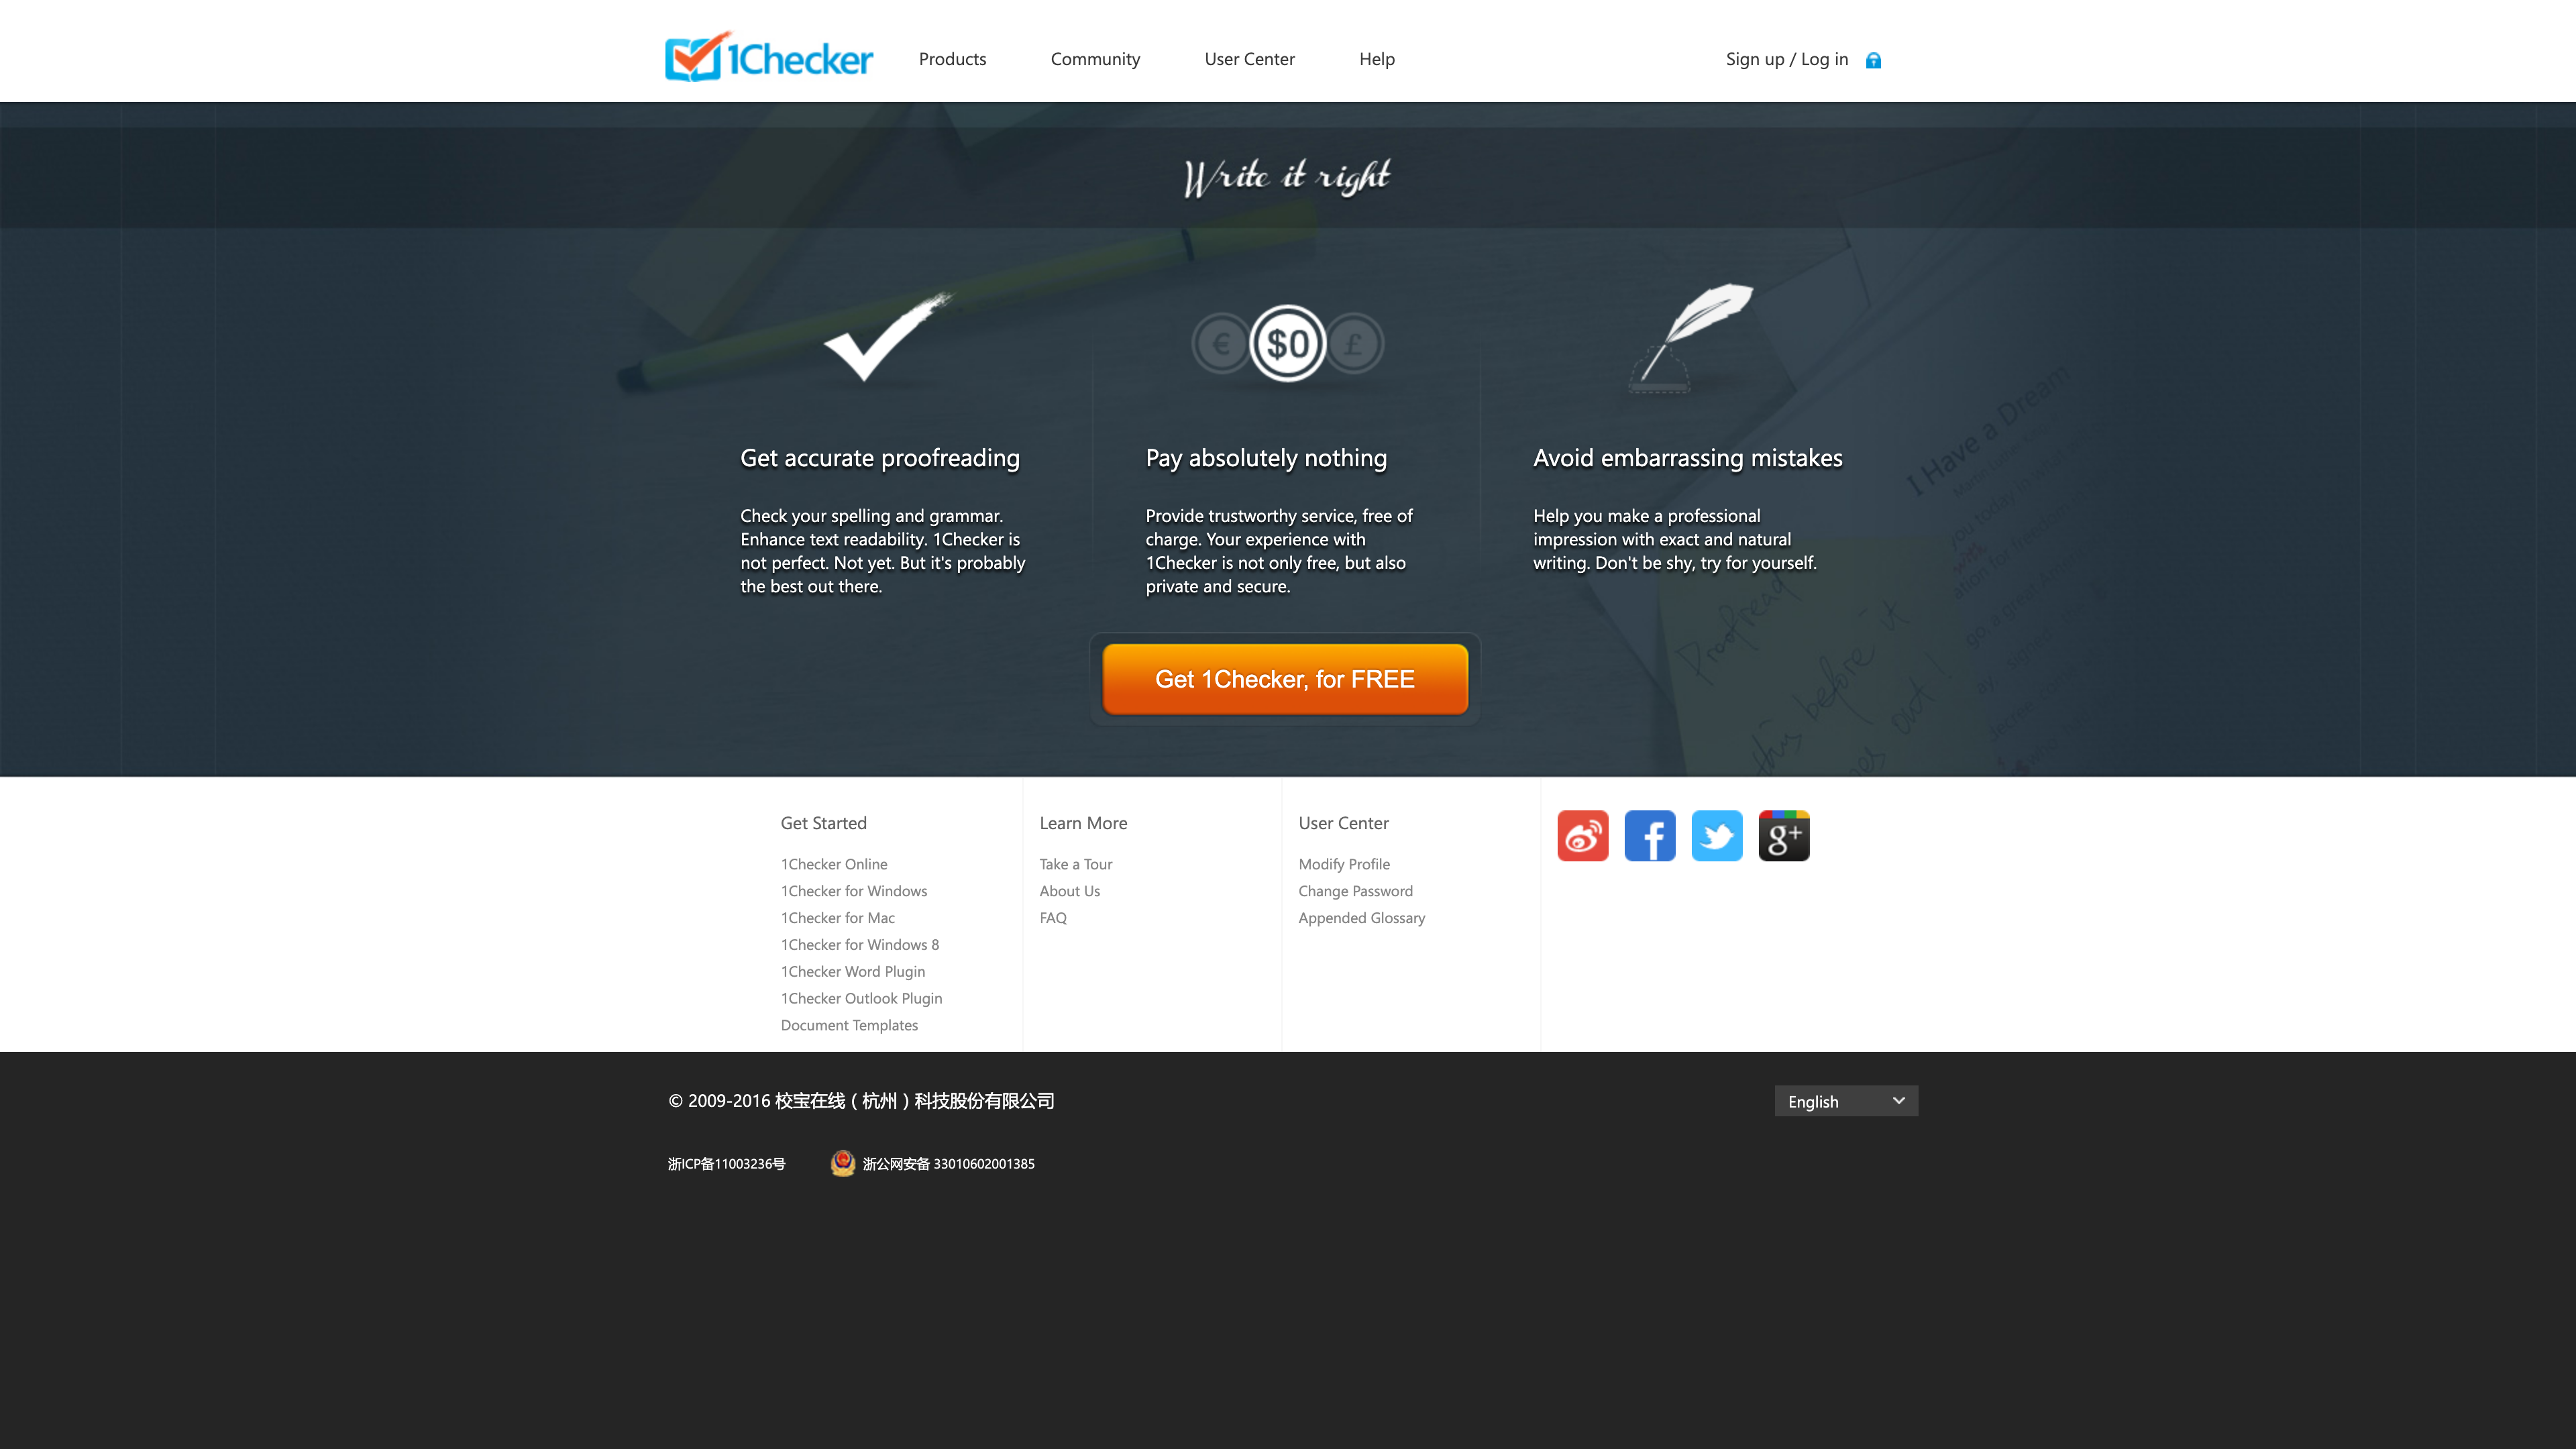 1Checker
Products
Community
User Center
Help
Sign up / Log in
Write it right
€
$0
£
Get accurate proofreading
Check your spelling and grammar.
Enhance text readability. 1Checker is
not perfect. Not yet. But it's probably
the best out there.
Pay absolutely nothing
Provide trustworthy service, free of
charge. Your experience with
1Checker is not only free, but also
private and secure.
Avoid embarrassing mistakes
Help you make a professional
impression with exact and natural
writing. Don't be shy, try for yourself.
I Have a Dream
Proofread
this before it
out!
Get 1Checker, for FREE
Get Started
1Checker Online
1Checker for Windows
1Checker for Mac
1Checker for Windows 8
1Checker Word Plugin
1Checker Outlook Plugin
Document Templates
Learn More
Take a Tour
About Us
FAQ
User Center
Modify Profile
Change Password
Appended Glossary
g+
© 2009-2016 校宝在线（杭州）科技股份有限公司
English
浙ICP备11003236号
浙公网安备 33010602001385